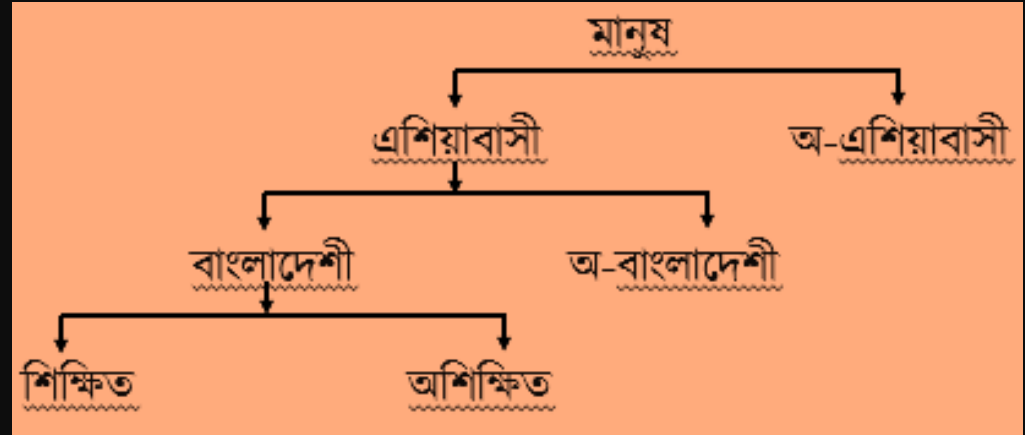 মানুষ
এশিয়াবাসী অ-এশিয়াবাসী
বাংলাদেশী অ-বাংলাদেশী
শিক্ষিত অশিক্ষিত